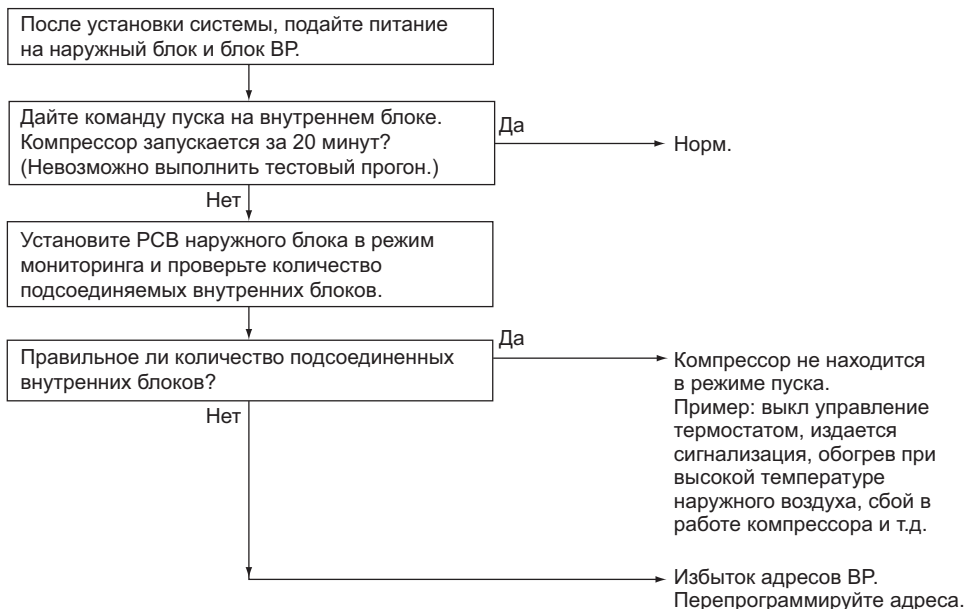 После установки системы, подайте питание
на наружный блок и блок ВР.
Дайте команду пуска на внутреннем блоке.
Компрессор запускается за 20 минут?
(Невозможно выполнить тестовый прогон.)
Да
Норм.
Нет
Установите PCB наружного блока в режим
мониторинга и проверьте количество
подсоединяемых внутренних блоков.
Правильное ли количество подсоединенных
внутренних блоков?
Да
Компрессор не находится
в режиме пуска.
Пример: выкл управление
термостатом, издается
сигнализация, обогрев при
высокой температуре
наружного воздуха, сбой в
работе компрессора и т.д.
Нет
Избыток адресов ВР.
Перепрограммируйте адреса.